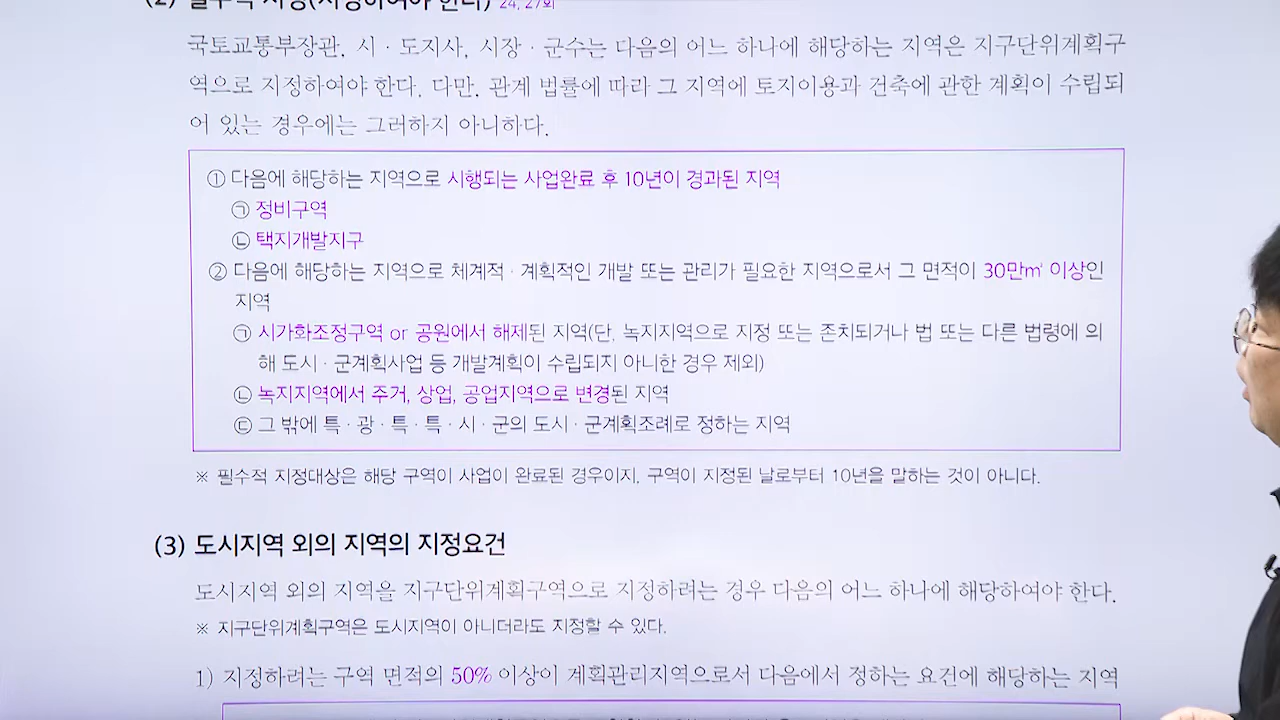 (2) 필수적 지정(지정하여야 한다) 24, 27회
국토교통부장관, 시·도지사, 시장·군수는 다음의 어느 하나에 해당하는 지역은 지구단위계획구
역으로 지정하여야 한다. 다만, 관계 법률에 따라 그 지역에 토지이용과 건축에 관한 계획이 수립되
어 있는 경우에는 그러하지 아니하다.
① 다음에 해당하는 지역으로 시행되는 사업완료 후 10년이 경과된 지역
㉠ 정비구역
㉡ 택지개발지구
② 다음에 해당하는 지역으로 체계적·계획적인 개발 또는 관리가 필요한 지역으로서 그 면적이 30만㎡ 이상인
지역
㉠ 시가화조정구역 or 공원에서 해제된 지역(단, 녹지지역으로 지정 또는 존치되거나 법 또는 다른 법령에 의
해 도시·군계획사업 등 개발계획이 수립되지 아니한 경우 제외)
㉡ 녹지지역에서 주거, 상업, 공업지역으로 변경된 지역
㉢ 그 밖에 특·광·특·특·시·군의 도시·군계획조례로 정하는 지역
※ 필수적 지정대상은 해당 구역이 사업이 완료된 경우이지, 구역이 지정된 날로부터 10년을 말하는 것이 아니다.
(3) 도시지역 외의 지역의 지정요건
도시지역 외의 지역을 지구단위계획구역으로 지정하려는 경우 다음의 어느 하나에 해당하여야 한다.
※ 지구단위계획구역은 도시지역이 아니더라도 지정할 수 있다.
1) 지정하려는 구역 면적의 50% 이상이 계획관리지역으로서 다음에서 정하는 요건에 해당하는 지역